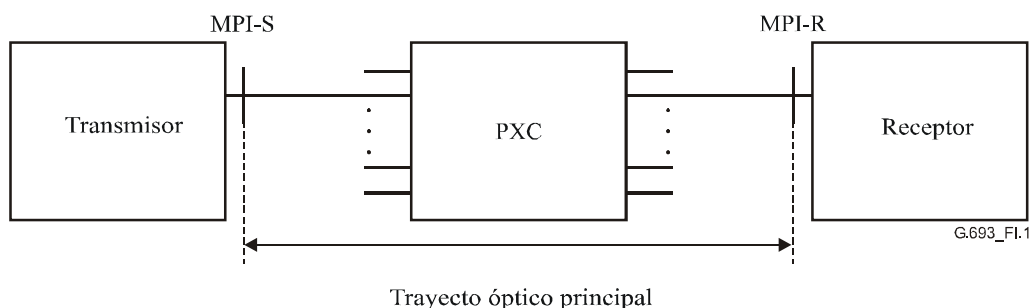 MPI-S
MPI-R
Transmisor
PXC
Receptor
G.693_FI.1
Trayecto óptico principal